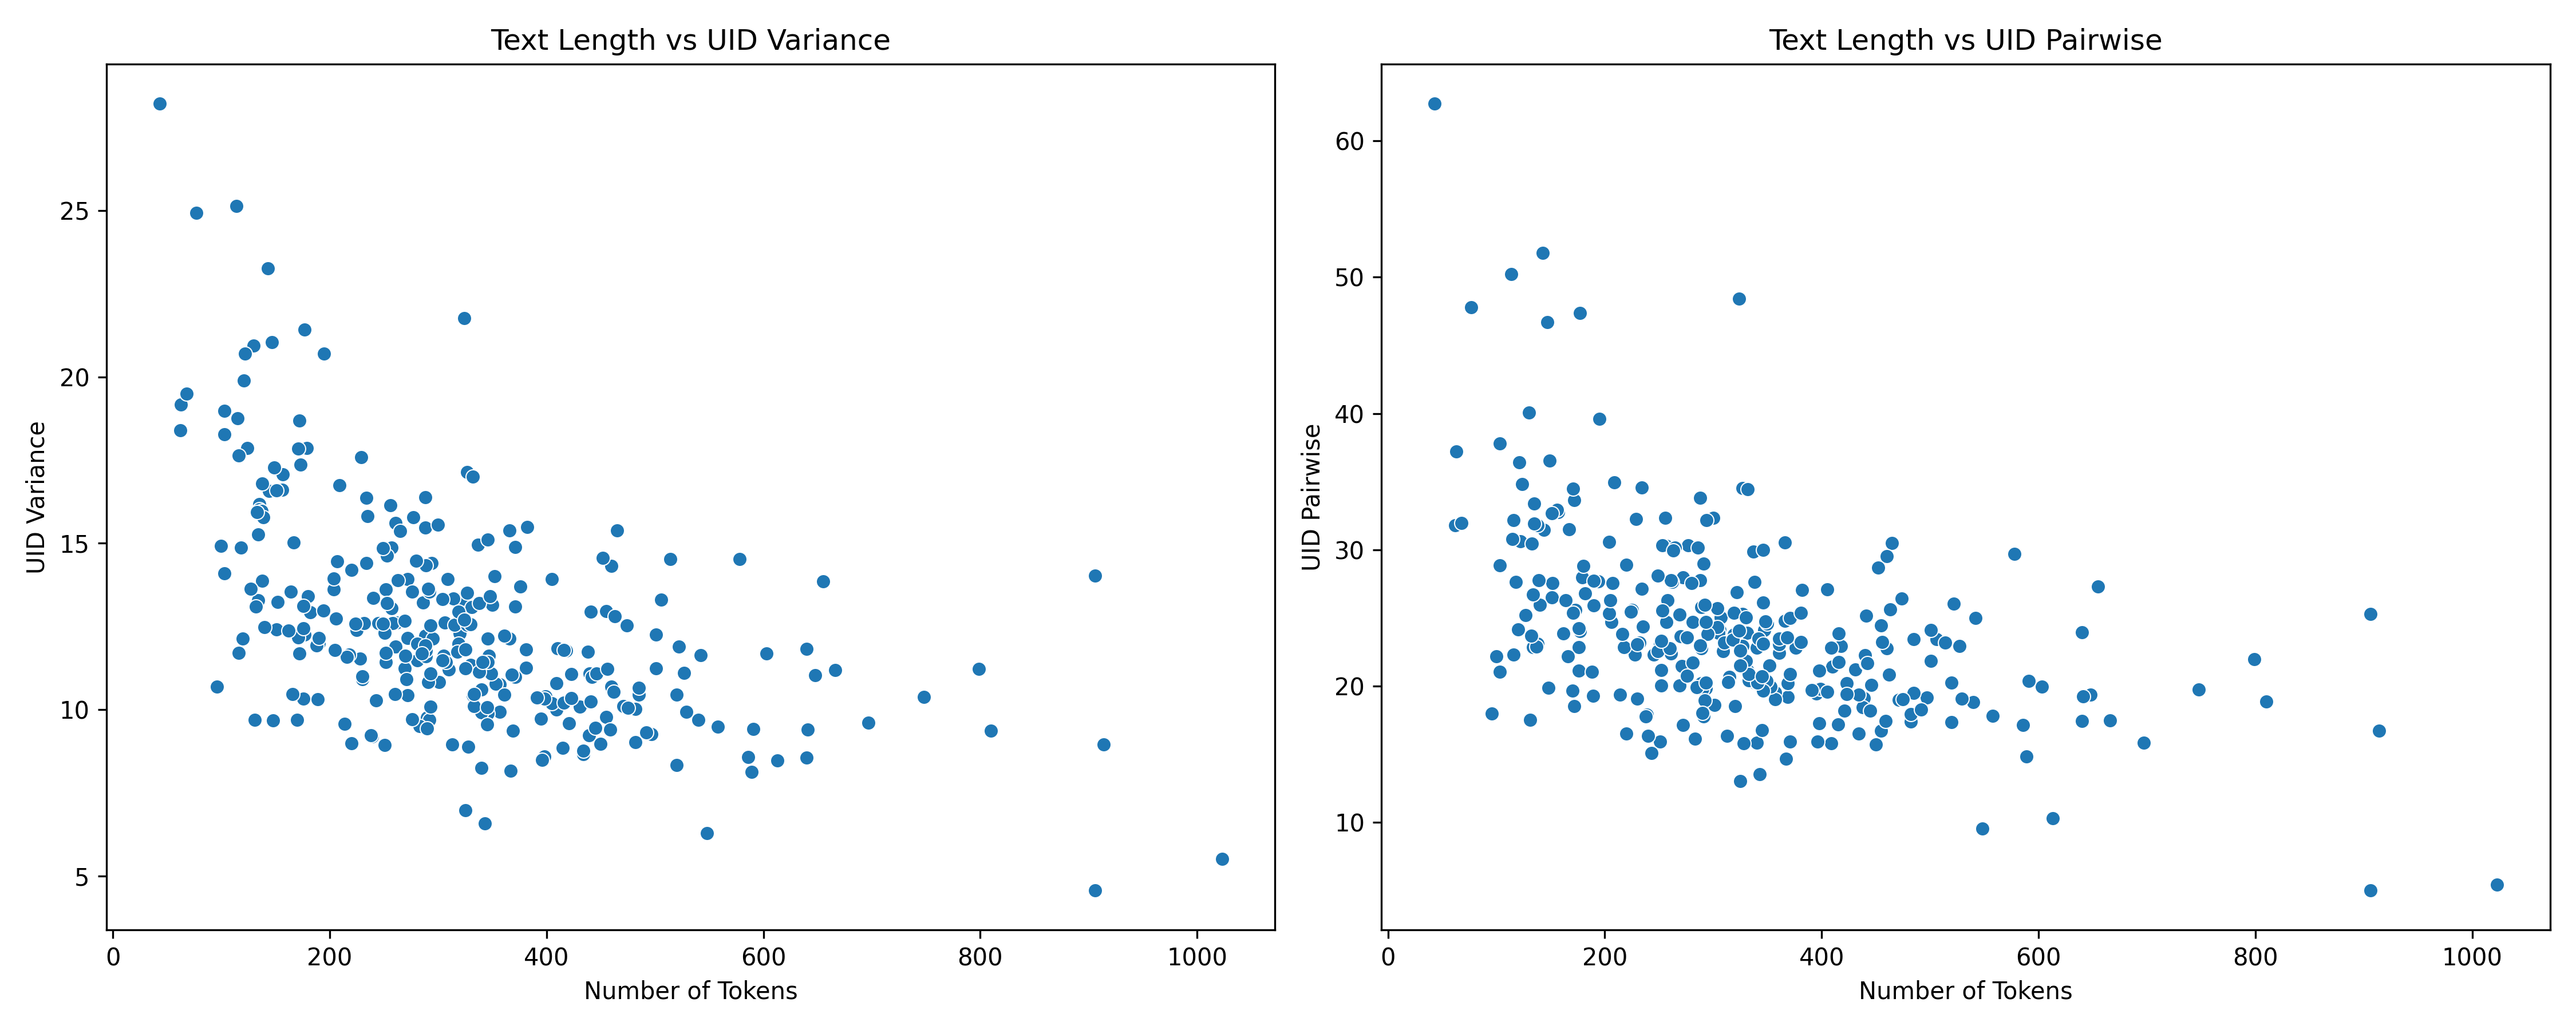 Text Length vs UID Variance
UID Variance
25
20
15
10
5
0 200 400 600 800 1000
Number of Tokens
Text Length vs UID Pairwise
UID Pairwise
60
50
40
30
20
10
0 200 400 600 800 1000
Number of Tokens